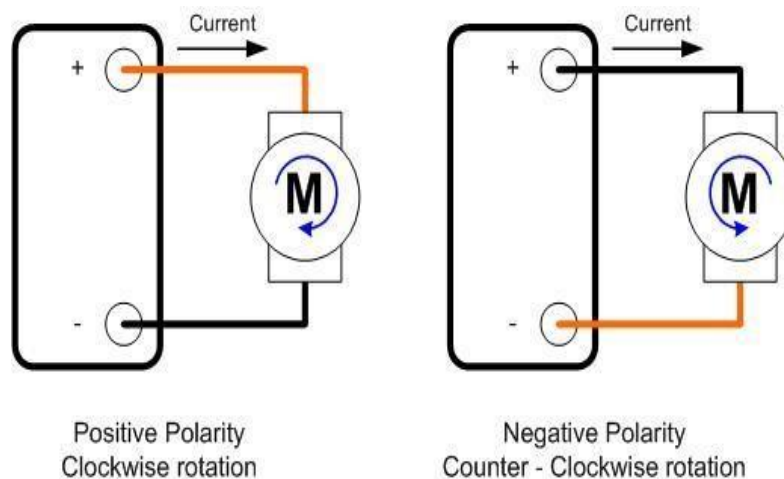 Current
+
M
-
Positive Polarity
Clockwise rotation
Current
+
M
-
Negative Polarity
Counter - Clockwise rotation